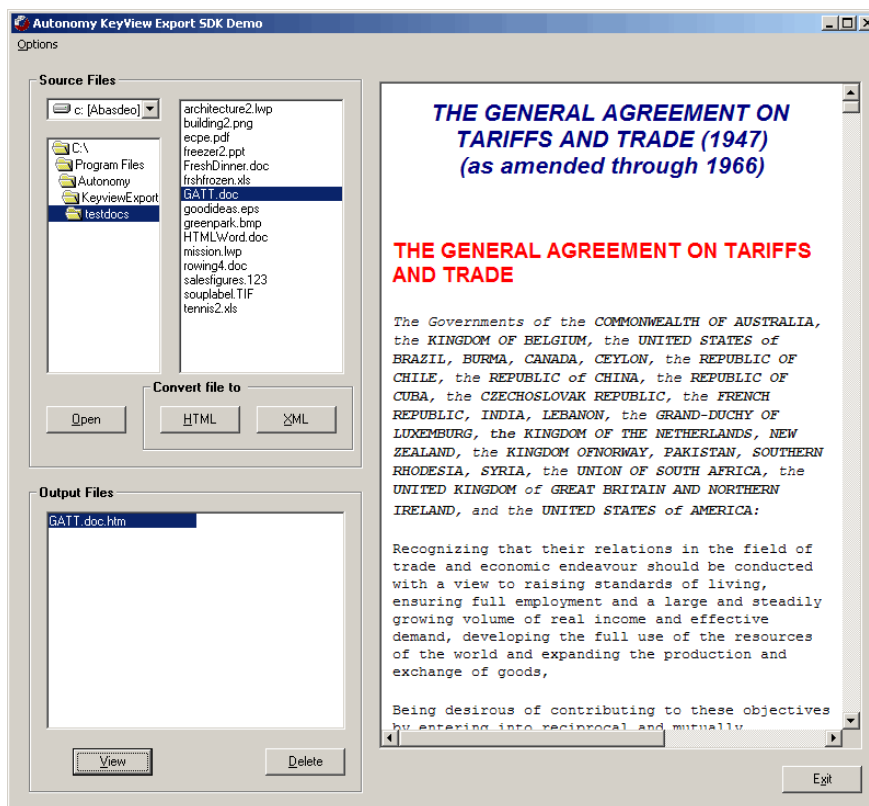 Autonomy KeyView Export SDK Demo
Options
Source Files
c: [Abasdeo]
C:\
Program Files
Autonomy
KeyviewExport
testdocs
architecture2.lwp
building2.png
ecpe.pdf
freezer2.ppt
FreshDinner.doc
frshfrozen.xls
GATT.doc
goodideas.eps
greenpark.bmp
HTMLWord.doc
mission.lwp
rowing4.doc
salesfigures.123
souplabel.TIF
tennis2.xls
Convert file to
Open
HTML
XML
Output Files
GATT.doc.htm
View
Delete
THE GENERAL AGREEMENT ON
TARIFFS AND TRADE (1947)
(as amended through 1966)
THE GENERAL AGREEMENT ON TARIFFS
AND TRADE
The Governments of the COMMONWEALTH OF AUSTRALIA,
the KINGDOM OF BELGIUM, the UNITED STATES of
BRAZIL, BURMA, CANADA, CEYLON, the REPUBLIC OF
CHILE, the REPUBLIC of CHINA, the REPUBLIC OF
CUBA, the CZECHOSLOVAK REPUBLIC, the FRENCH
REPUBLIC, INDIA, LEBANON, the GRAND-DUCHY OF
LUXEMBURG, the KINGDOM OF THE NETHERLANDS, NEW
ZEALAND, the KINGDOM OFNORWAY, PAKISTAN, SOUTHERN
RHODESIA, SYRIA, the UNION OF SOUTH AFRICA, the
UNITED KINGDOM of GREAT BRITAIN AND NORTHERN
IRELAND, and the UNITED STATES of AMERICA:
Recognizing that their relations in the field of
trade and economic endeavour should be conducted
with a view to raising standards of living,
ensuring full employment and a large and steadily
growing volume of real income and effective
demand, developing the full use of the resources
of the world and expanding the production and
exchange of goods,
Being desirous of contributing to these objectives
by entering into reciprocal and mutually
Exit